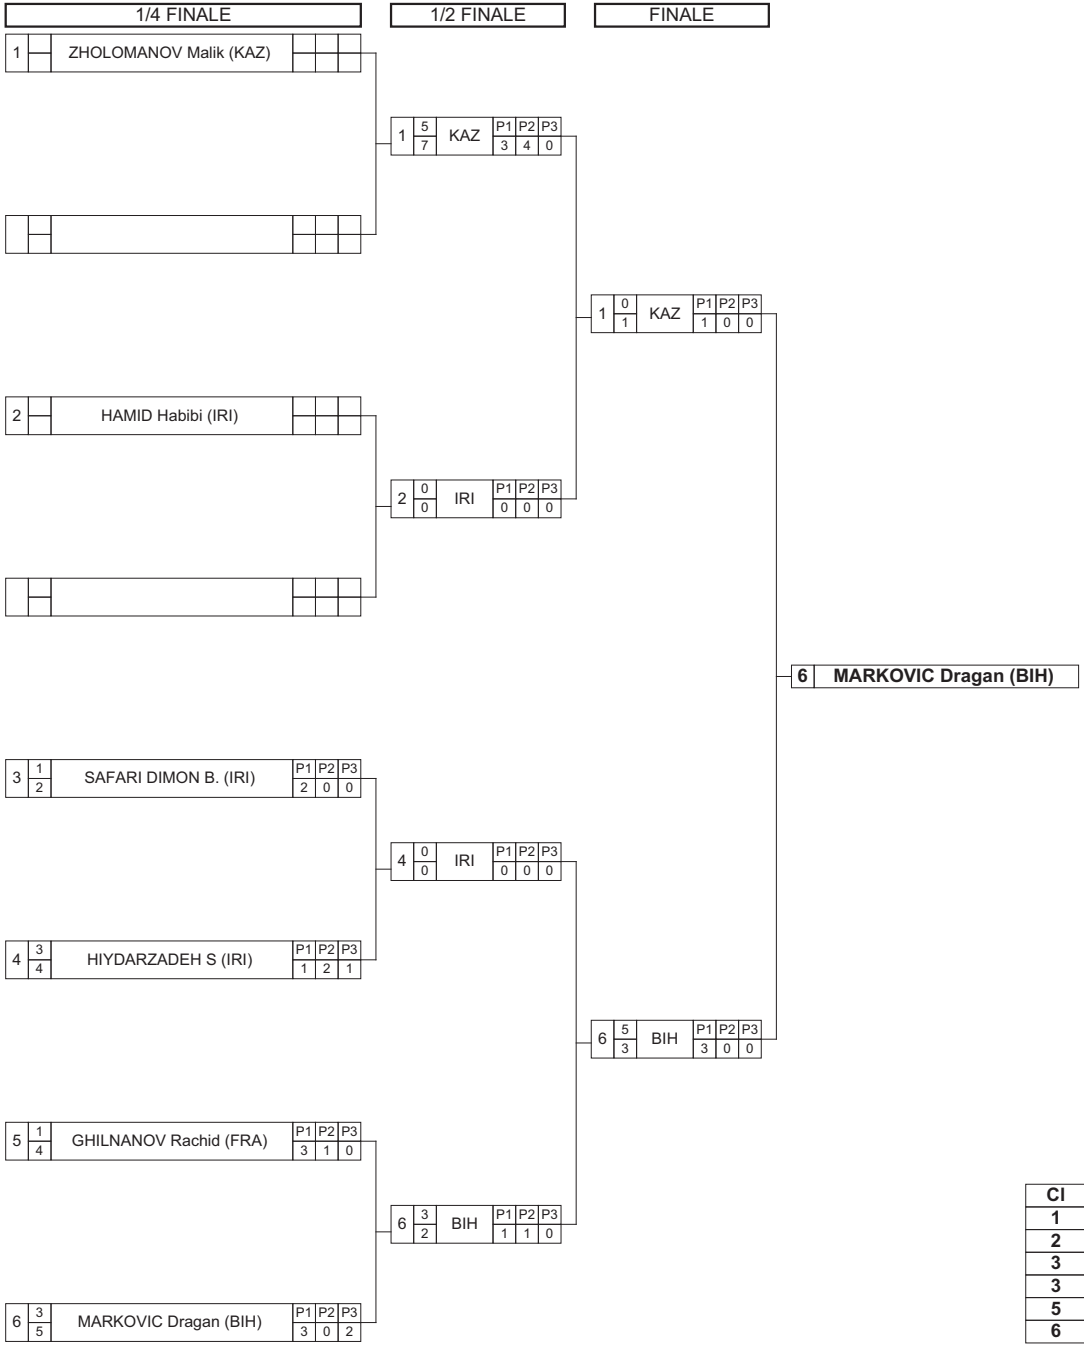 1/4 FINALE 1/2 FINALE FINALE
1 ZHOLOMANOV Malik (KAZ)
1 5 7 KAZ P1 P2 P3 3 4 0
1 0 1 KAZ P1 P2 P3 1 0 0
2 HAMID Habibi (IRI)
2 0 0 IRI P1 P2 P3 0 0 0
6 MARKOVIC Dragan (BIH)
3 1 2 SAFARI DIMON B. (IRI) P1 P2 P3 2 0 0
4 0 0 IRI P1 P2 P3 0 0 0
4 3 4 HIYDARZADEH S (IRI) P1 P2 P3 1 2 1
6 5 3 BIH P1 P2 P3 3 0 0
5 1 4 GHILNANOV Rachid (FRA) P1 P2 P3 3 1 0
6 3 2 BIH P1 P2 P3 1 1 0
6 3 5 MARKOVIC Dragan (BIH) P1 P2 P3 3 0 2
Cl
1
2
3
3
5
6